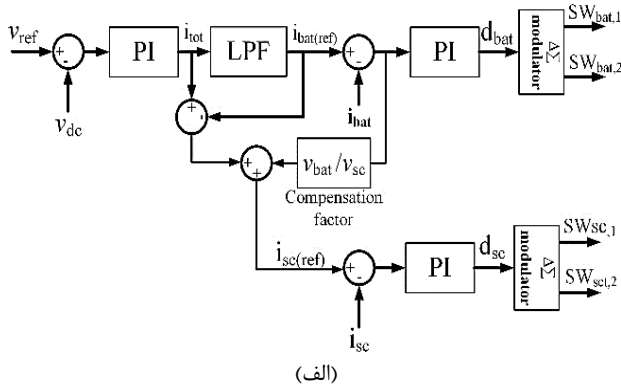 v_ref
v_dc
PI
i_tot
LPF
i_bat(ref)
i_bat
PI
d_bat
ΔΣ
modulator
SW_bat,1
SW_bat,2
v_bat/v_sc
Compensation
factor
i_sc(ref)
i_sc
PI
d_sc
ΔΣ
modulator
SWsc,1
SW_sct,2
(الف)